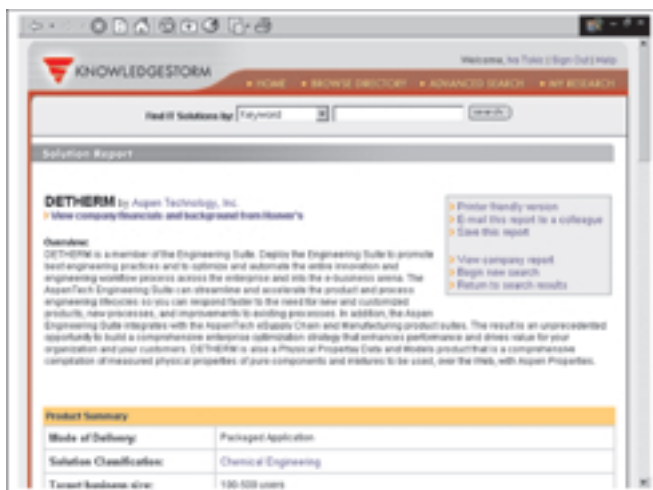 KNOWLEDGESTORM
Welcome, | Sign Out | Help
• HOME • BROWSE DIRECTORY • ADVANCED SEARCH • MY RESEARCH
Find IT Solutions by: Keyword search
Solution Report
DETHERM by Aspen Technology, Inc.
> View company financials and background from Hoover's
> Printer friendly version
> E-mail this report to a colleague
> Save this report
> View company report
> Begin new search
> Return to search results
Overview:
DETHERM is a member of the Engineering Suite. Deploy the Engineering Suite to promote
best engineering practices and to optimize and automate the entire innovation and
engineering workflow process across the enterprise and into the e-business arena. The
AspenTech Engineering Suite can streamline and accelerate the product and process
engineering lifecycles so you can respond faster to the need for new and customized
products, new processes, and improvements to existing processes. In addition, the Aspen
Engineering Suite integrates with the AspenTech eSupply Chain and Manufacturing product suites. The result is an unprecedented
opportunity to build a comprehensive enterprise optimization strategy that enhances performance and drives value for your
organization and your customers. DETHERM is also a Physical Properties Data and Models product that is a comprehensive
compilation of measured physical properties of pure components and mixtures to be used, over the Web, with Aspen Properties.
Product Summary
Mode of Delivery: Packaged Application
Solution Classification: Chemical Engineering
Target business size: 100-500 users